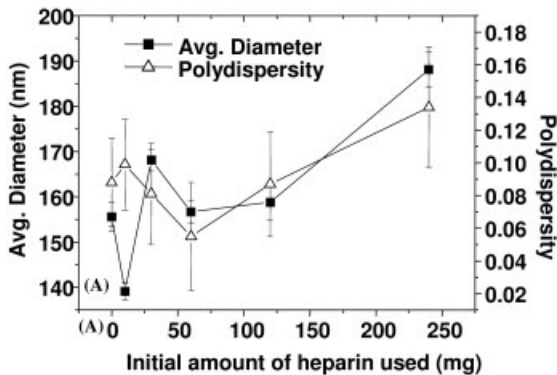 200
190
180
170
160
150
140
Avg. Diameter (nm)
Avg. Diameter
Polydispersity
0.18
0.16
0.14
0.12
0.10
0.08
0.06
0.04
0.02
Polydispersity
(A)
(A)
0 50 100 150 200 250
Initial amount of heparin used (mg)